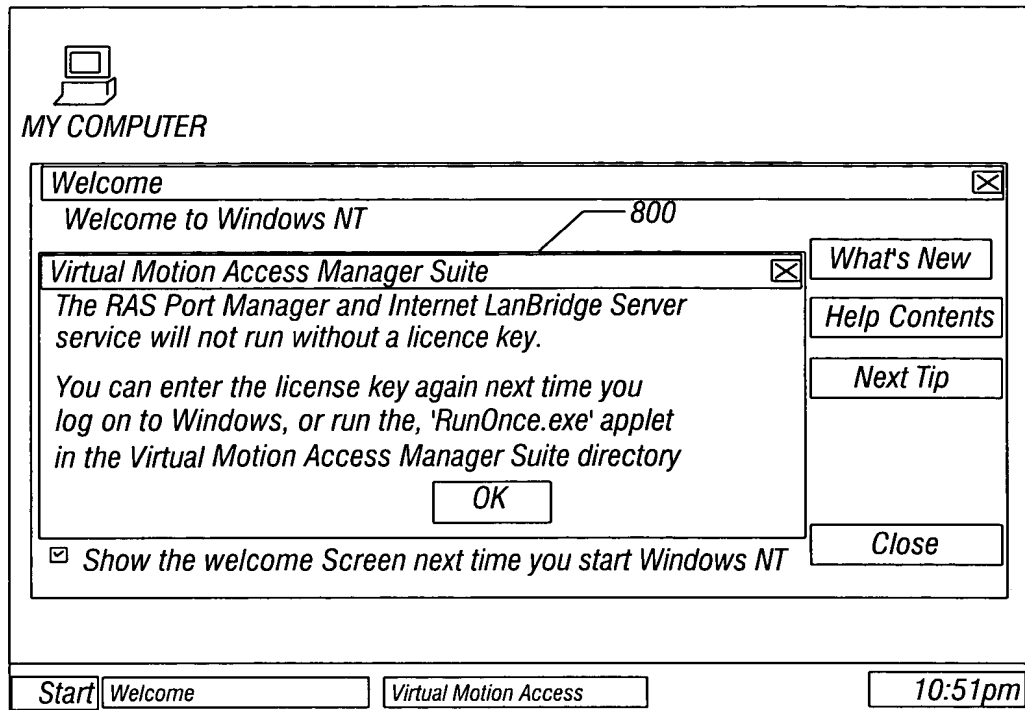 MY COMPUTER
Welcome
Welcome to Windows NT
800
Virtual Motion Access Manager Suite
The RAS Port Manager and Internet LanBridge Server
service will not run without a licence key.
You can enter the license key again next time you
log on to Windows, or run the, 'RunOnce.exe' applet
in the Virtual Motion Access Manager Suite directory
OK
What's New
Help Contents
Next Tip
Close
Show the welcome Screen next time you start Windows NT
Start
Welcome
Virtual Motion Access
10:51pm